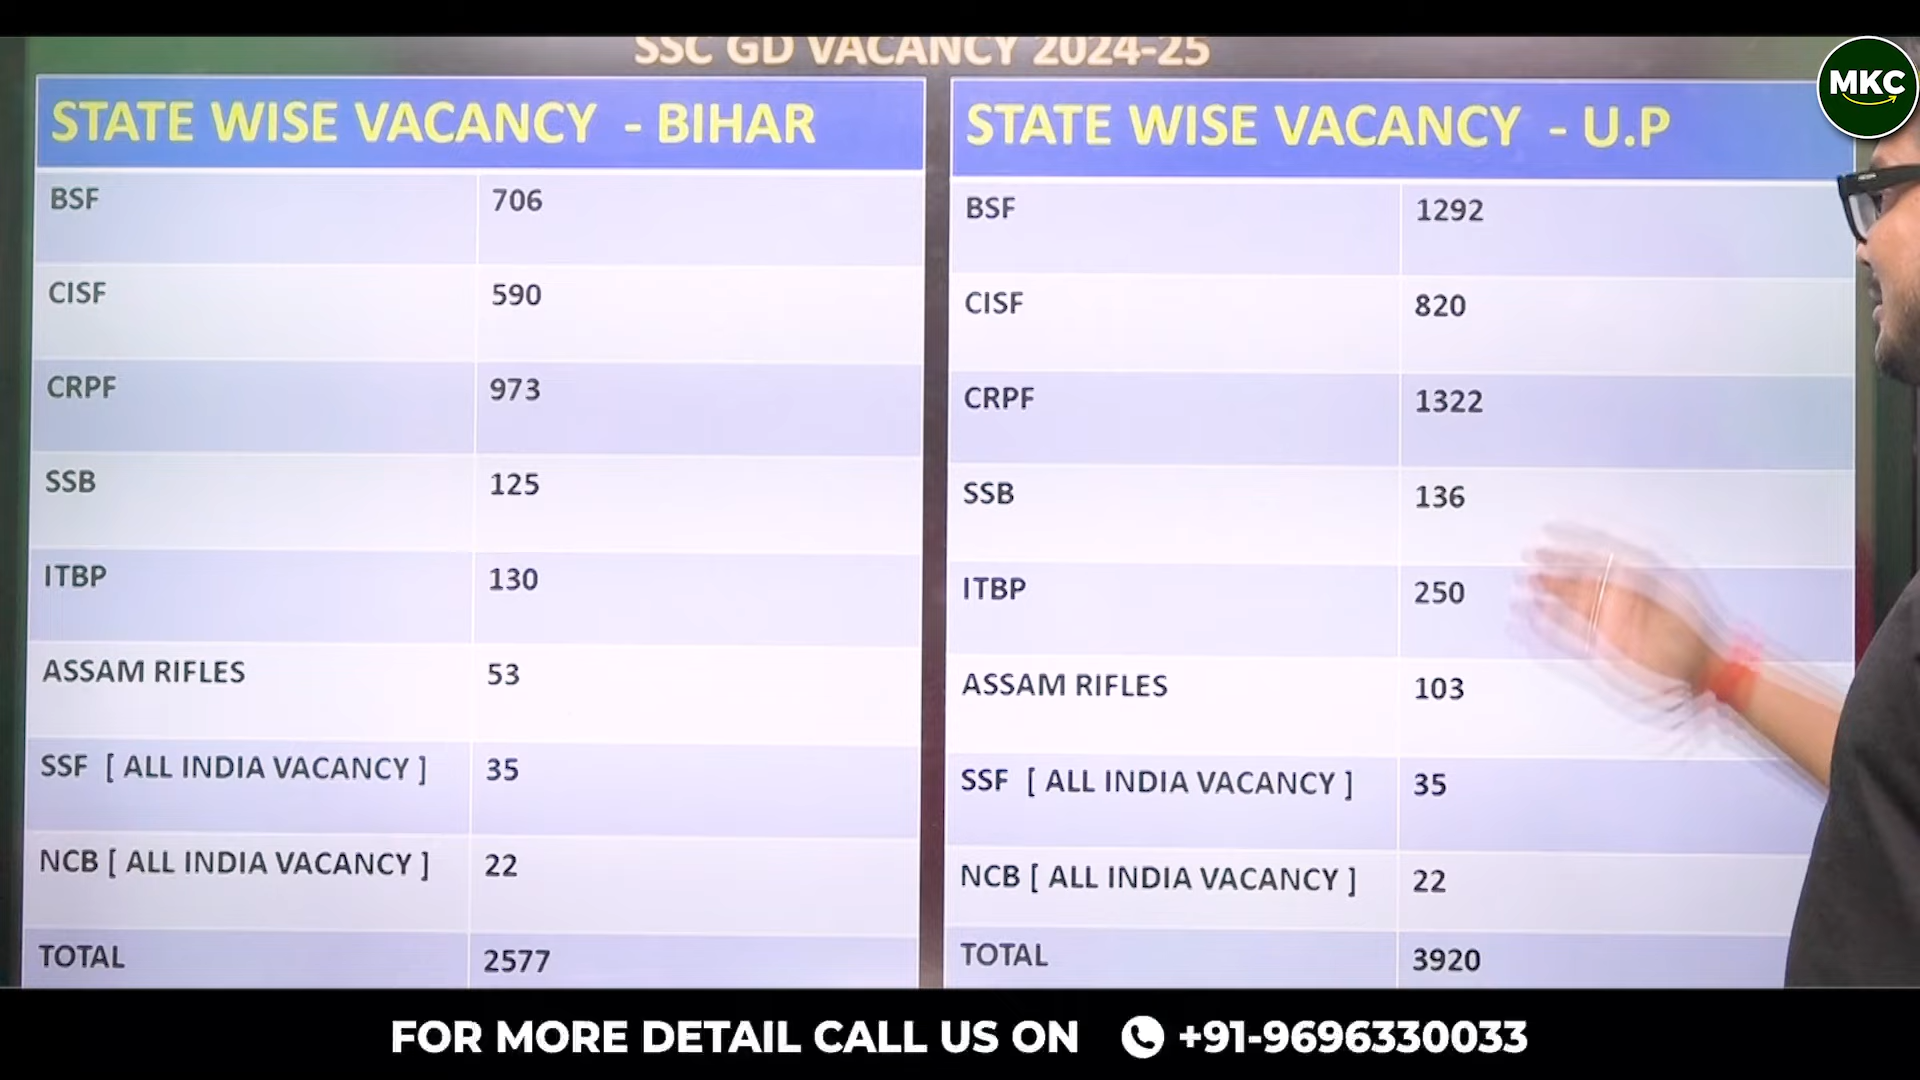 SSC GD VACANCY 2024-25
MKC
STATE WISE VACANCY - BIHAR
BSF 706
CISF 590
CRPF 973
SSB 125
ITBP 130
ASSAM RIFLES 53
SSF [ ALL INDIA VACANCY ] 35
NCB [ ALL INDIA VACANCY ] 22
TOTAL 2577
STATE WISE VACANCY - U.P
BSF 1292
CISF 820
CRPF 1322
SSB 136
ITBP 250
ASSAM RIFLES 103
SSF [ ALL INDIA VACANCY ] 35
NCB [ ALL INDIA VACANCY ] 22
TOTAL 3920
FOR MORE DETAIL CALL US ON +91-9696330033